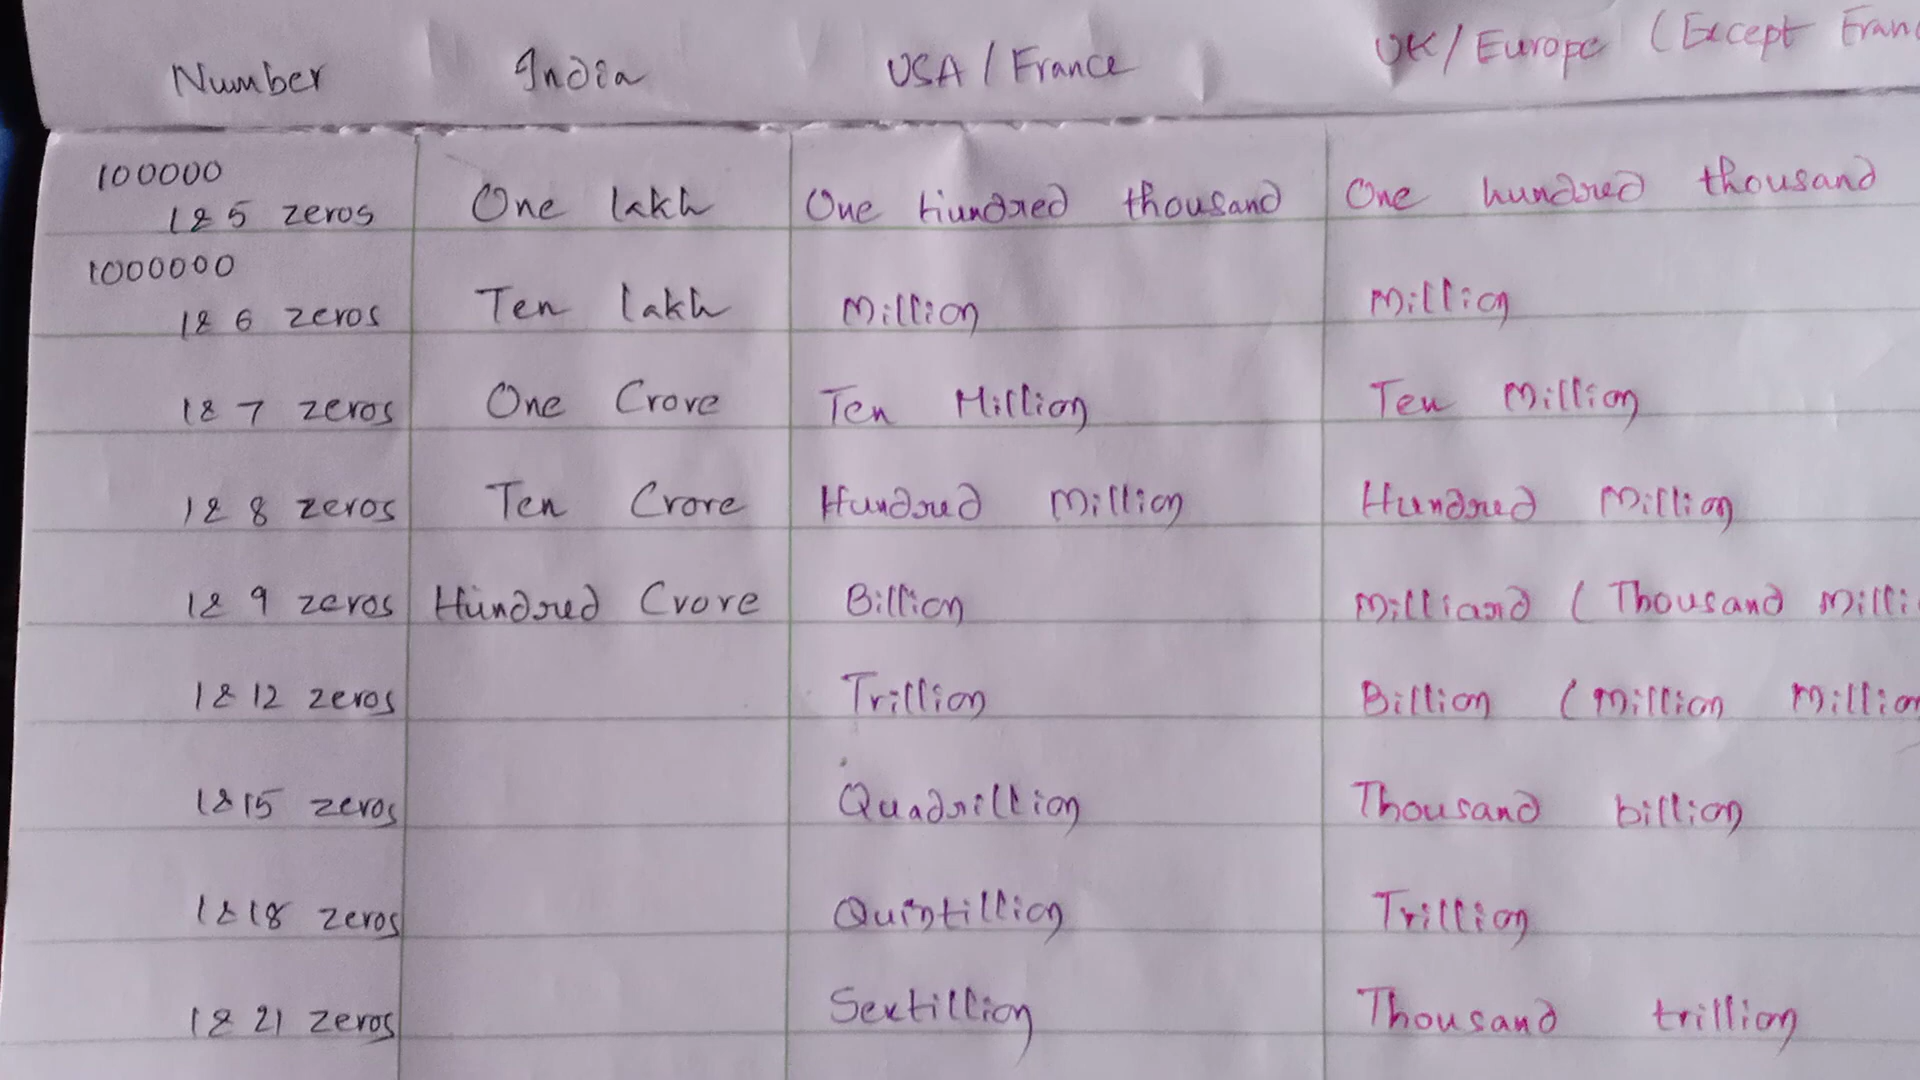 Number India USA / France UK / Europe (Except
100000
1 & 5 zeros One lakh One Hundred thousand One hundred thousand
1000000
1 & 6 zeros Ten lakh Million Million
1 & 7 zeros One Crore Ten Million Ten Million
1 & 8 zeros Ten Crore Hundred Million Hundred Million
1 & 9 zeros Hundred Crore Billion Milliard (Thousand
1 & 12 zeros Trillion Billion (Million Million
1 & 15 zeros Quadrillion Thousand billion
1 & 18 zeros Quintillion Trillion
1 & 21 zeros Sextillion Thousand trillion